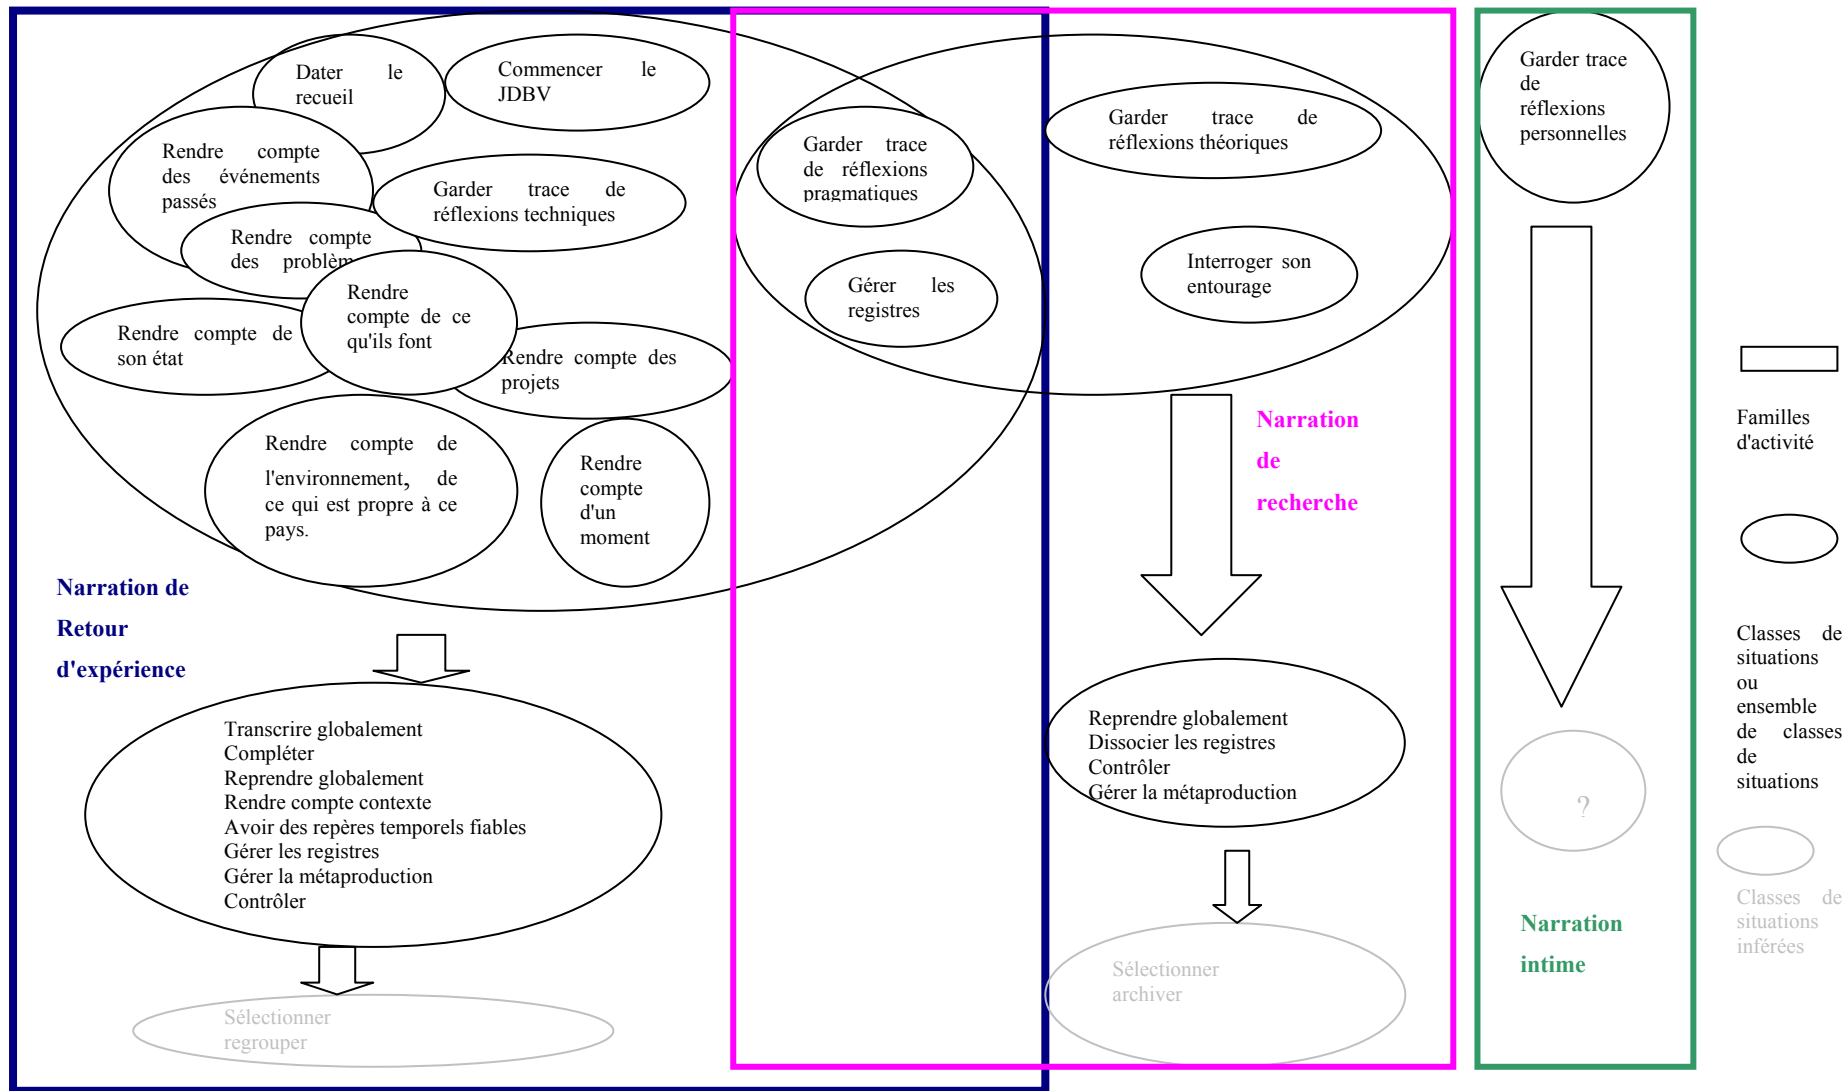 Dater le
recueil
Commencer le
JDBV
Rendre compte
des événements
passés
Garder trace de
réflexions techniques
Rendre compte
des
Rendre
compte de ce
qu'ils font
Rendre compte de
son état
Rendre compte des
projets
Rendre compte de
l'environnement, de
ce qui est propre à ce
pays.
Rendre
compte
d'un
moment
Narration de
Retour
d'expérience
Transcrire globalement
Compléter
Reprendre globalement
Rendre compte contexte
Avoir des repères temporels fiables
Gérer les registres
Gérer la métaproduction
Contrôler
Sélectionner
regrouper
Garder trace
de réflexions
pragmatiques
Gérer les
registres
Garder trace de
réflexions théoriques
Interroger son
entourage
Narration
de
recherche
Reprendre globalement
Dissocier les registres
Contrôler
Gérer la métaproduction
Sélectionner
archiver
Garder trace
de
réflexions
personnelles
?
Narration
intime
Familles
d'activité
Classes de
situations
ou
ensemble
de classes
de
situations
Classes de
situations
inférées